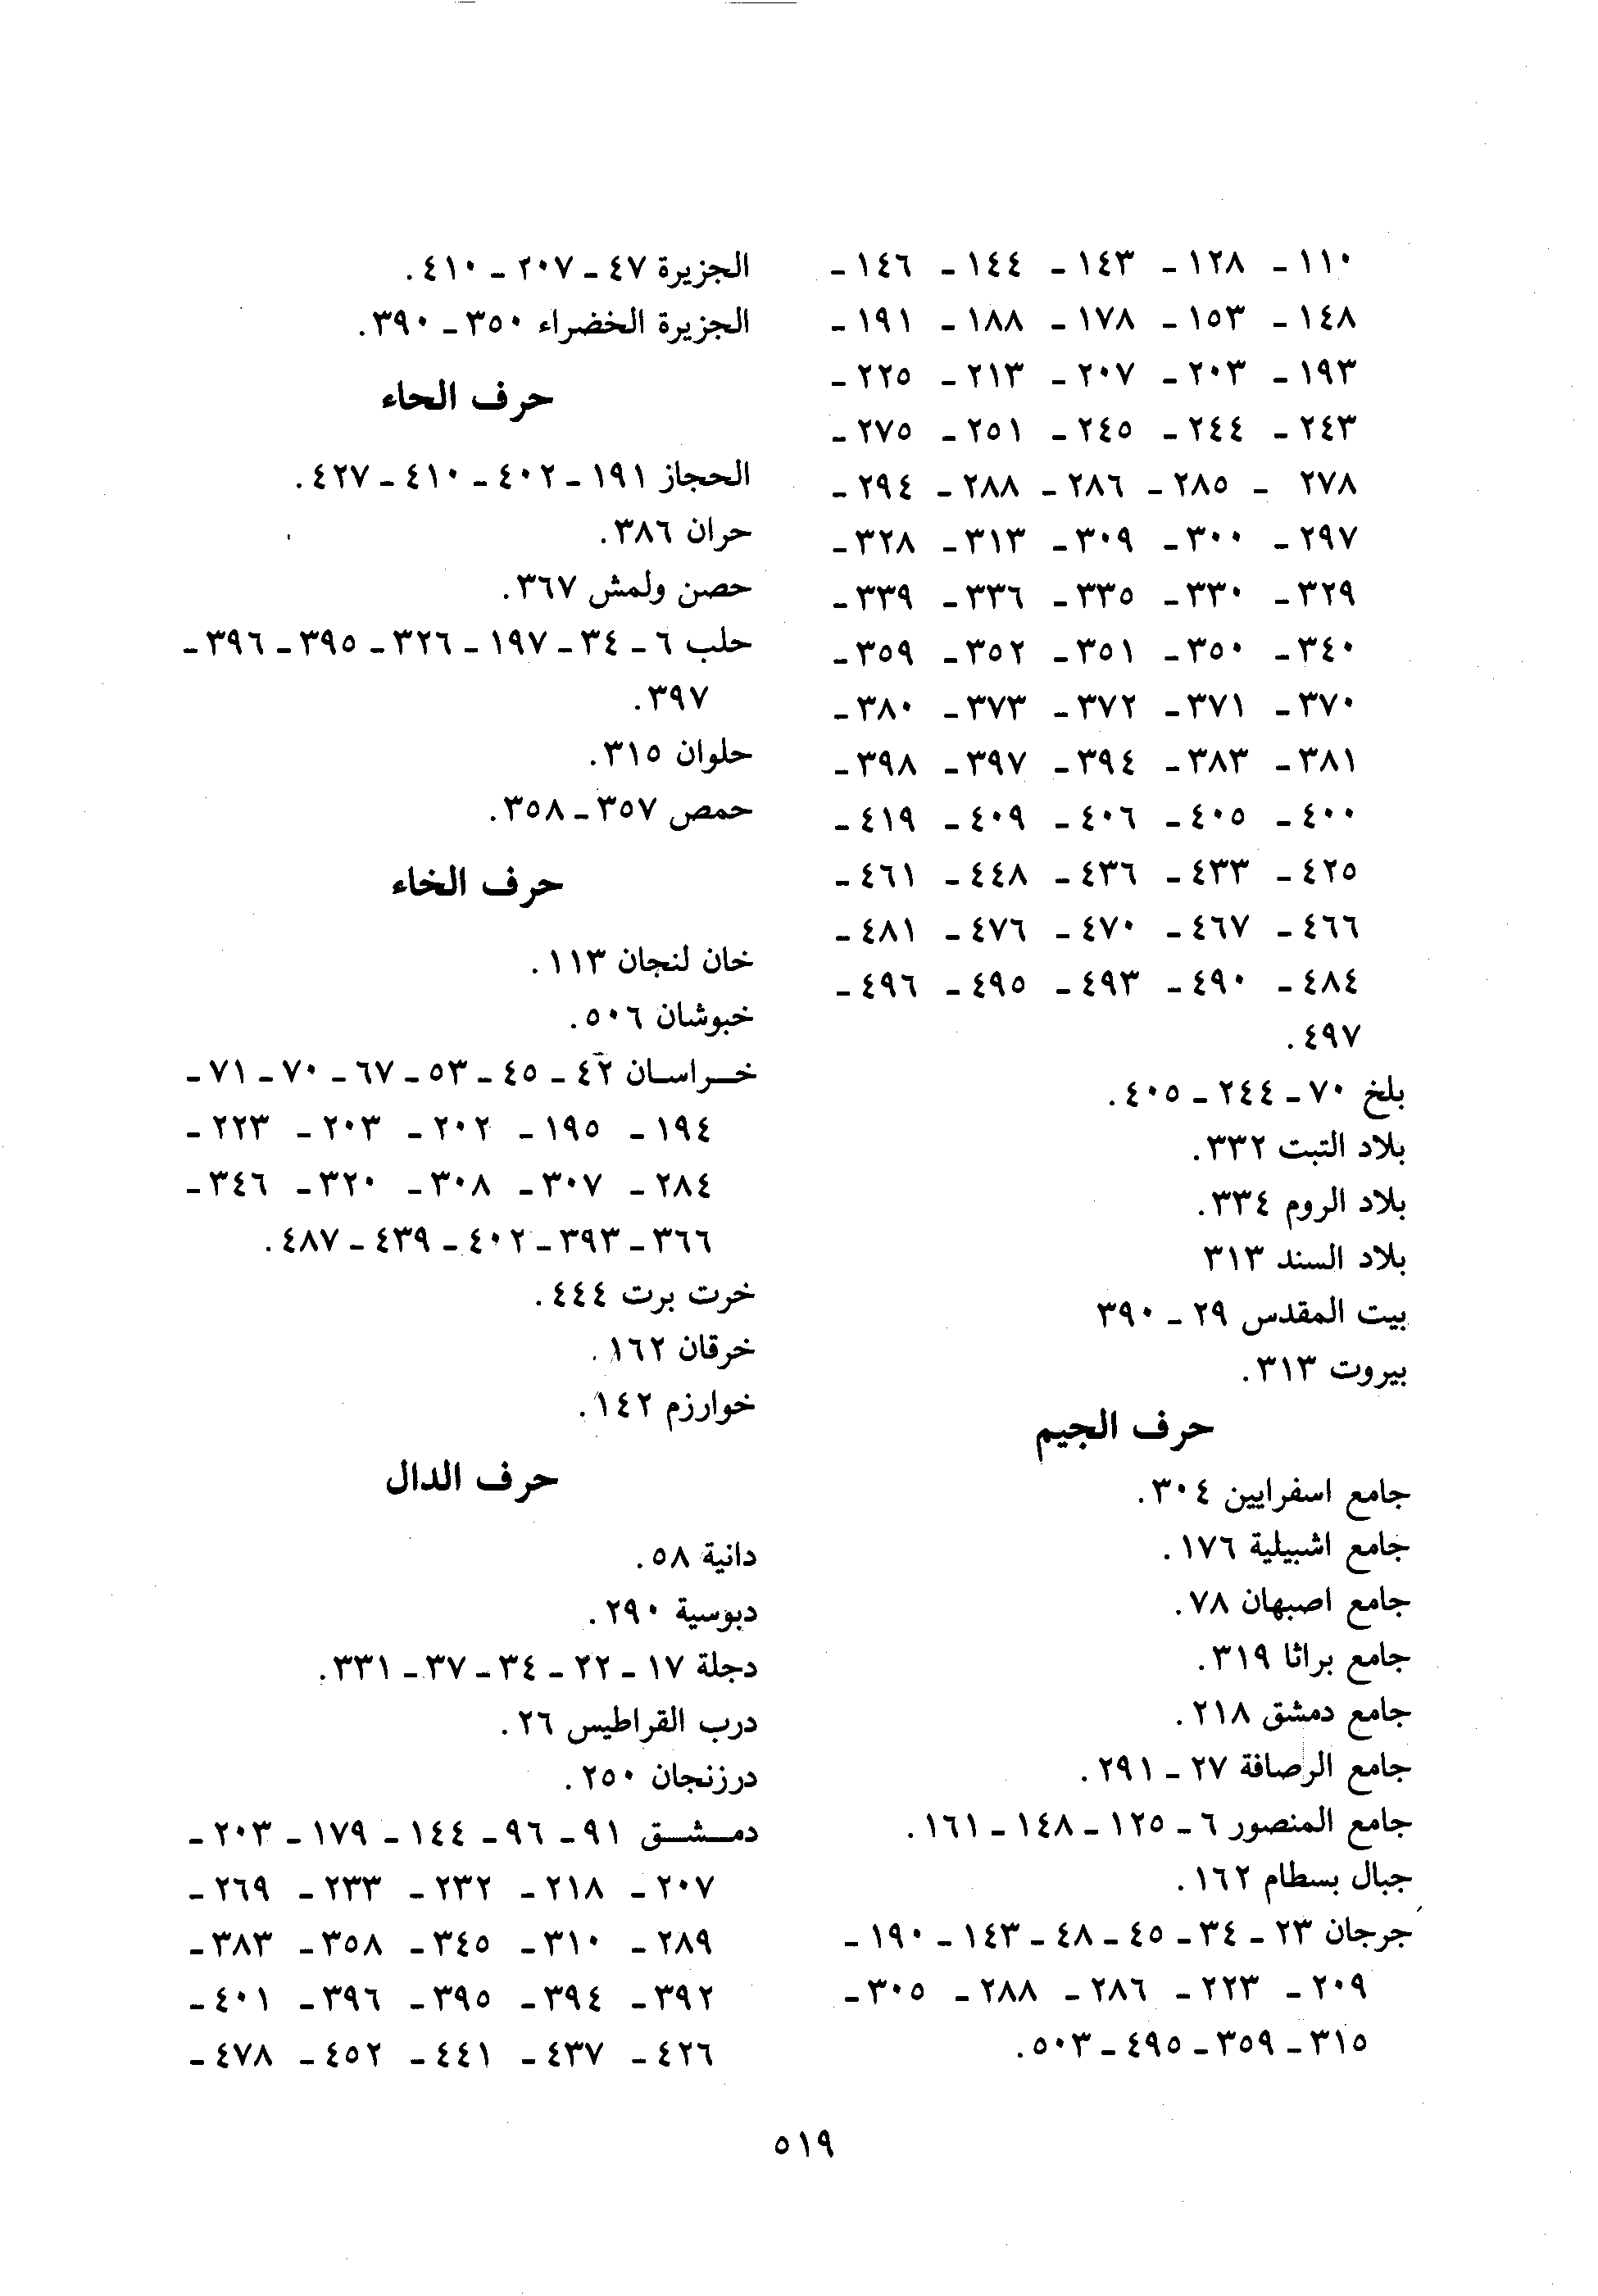 ١١٠ - ١٢٨ - ١٤٣ - ١٤٤ - ١٤٦ -
١٤٨ - ١٥٣ - ١٧٨ - ١٨٨ - ١٩١ -
١٩٣ - ٢٠٣ - ٢٠٧ - ٢١٣ - ٢٢٥ -
٢٤٣ - ٢٤٤ - ٢٤٥ - ٢٥١ - ٢٧٥ -
٢٧٨ - ٢٨٥ - ٢٨٦ - ٢٨٨ - ٢٩٤ -
٢٩٧ - ٣٠٠ - ٣٠٩ - ٣١٣ - ٣٢٨ -
٣٢٩ - ٣٣٠ - ٣٣٥ - ٣٣٦ - ٣٣٩ -
٣٤٠ - ٣٥٠ - ٣٥١ - ٣٥٢ - ٣٥٩ -
٣٧٠ - ٣٧١ - ٣٧٢ - ٣٧٣ - ٣٨٠ -
٣٨١ - ٣٨٣ - ٣٩٤ - ٣٩٧ - ٣٩٨ -
٤٠٠ - ٤٠٥ - ٤٠٦ - ٤٠٩ - ٤١٩ -
٤٢٥ - ٤٣٣ - ٤٣٦ - ٤٤٨ - ٤٦١ -
٤٦٦ - ٤٦٧ - ٤٧٠ - ٤٧٦ - ٤٨١ -
٤٨٤ - ٤٩٠ - ٤٩٣ - ٤٩٥ - ٤٩٦ -
٤٩٧.
بلخ ٧٠ - ٢٤٤ - ٤٠٥.
بلاد التبت ٣٣٢.
بلاد الروم ٣٣٤.
بلاد السند ٣١٣
بيت المقدس ٢٩ - ٣٩٠
بيروت ٣١٣.
حرف الجيم
جامع اسفرايين ٣٠٤.
جامع اشبيلية ١٧٦.
جامع اصبهان ٧٨.
جامع براثا ٣١٩.
جامع دمشق ٢١٨.
جامع الرصافة ٢٧ - ٢٩١.
جامع المنصور ٦ - ١٢٥ - ١٤٨ - ١٦١.
جبال بسطام ١٦٢.
جرجان ٢٣ - ٣٤ - ٤٥ - ٤٨ - ١٤٣ - ١٩٠ -
٢٠٩ - ٢٢٣ - ٢٨٦ - ٢٨٨ - ٣٠٥ -
٣١٥ - ٣٥٩ - ٤٩٥ - ٥٠٣.
الجزيرة ٤٧ - ٢٠٧ - ٤١٠.
الجزيرة الخضراء ٣٥٠ - ٣٩٠.
حرف الحاء
الحجاز ١٩١ - ٤٠٢ - ٤١٠ - ٤٢٧.
حران ٣٨٦.
حصن ولمش ٣٦٧.
حلب ٦ - ٣٤ - ١٩٧ - ٣٢٦ - ٣٩٥ - ٣٩٦ -
٣٩٧.
حلوان ٣١٥.
حمص ٣٥٧ - ٣٥٨.
حرف الخاء
خان لنجان ١١٣.
خبوشان ٥٠٦.
خراسان ٤٢ - ٤٥ - ٥٣ - ٦٧ - ٧٠ - ٧١ -
١٩٤ - ١٩٥ - ٢٠٢ - ٢٠٣ - ٢٢٣ -
٢٨٤ - ٣٠٧ - ٣٠٨ - ٣٢٠ - ٣٤٦ -
٣٦٦ - ٣٩٣ - ٤٠٢ - ٤٣٩ - ٤٨٧.
خرت برت ٤٤٤.
خرقان ١٦٢.
خوارزم ١٤٢.
حرف الدال
دانية ٥٨.
دبوسية ٢٩٠.
دجلة ١٧ - ٢٢ - ٣٤ - ٣٧ - ٣٣١.
درب القراطيس ٢٦.
درزنجان ٢٥٠.
دمشق ٩١ - ٩٦ - ١٤٤ - ١٧٩ - ٢٠٣ -
٢٠٧ - ٢١٨ - ٢٣٢ - ٢٣٣ - ٢٦٩ -
٢٨٩ - ٣١٠ - ٣٤٥ - ٣٥٨ - ٣٨٣ -
٣٩٢ - ٣٩٤ - ٣٩٥ - ٣٩٦ - ٤٠١ -
٤٢٦ - ٤٣٧ - ٤٤١ - ٤٥٢ - ٤٧٨ -
٥١٩